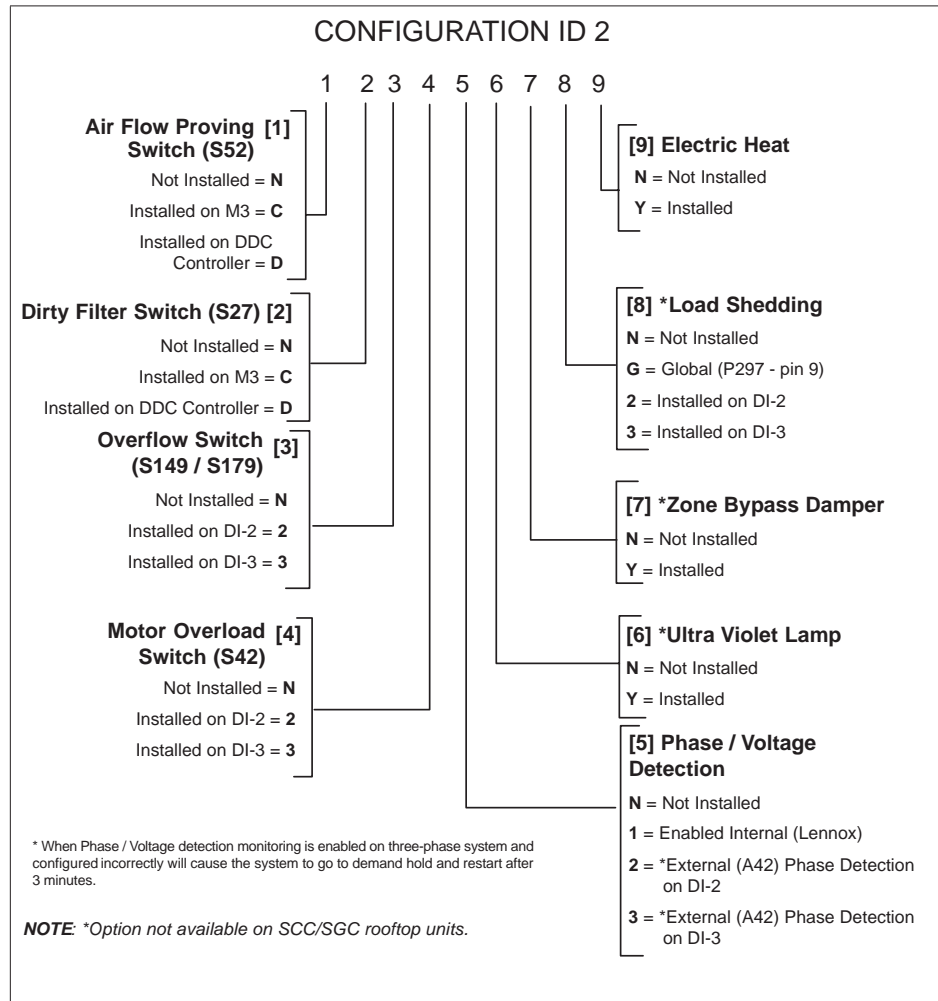 CONFIGURATION ID 2
1 2 3 4 5 6 7 8 9
Air Flow Proving [1]
Switch (S52)
Not Installed = N
Installed on M3 = C
Installed on DDC
Controller = D
Dirty Filter Switch (S27) [2]
Not Installed = N
Installed on M3 = C
Installed on DDC Controller = D
Overflow Switch [3]
(S149 / S179)
Not Installed = N
Installed on DI-2 = 2
Installed on DI-3 = 3
Motor Overload [4]
Switch (S42)
Not Installed = N
Installed on DI-2 = 2
Installed on DI-3 = 3
[9] Electric Heat
N = Not Installed
Y = Installed
[8] *Load Shedding
N = Not Installed
G = Global (P297 - pin 9)
2 = Installed on DI-2
3 = Installed on DI-3
[7] *Zone Bypass Damper
N = Not Installed
Y = Installed
[6] *Ultra Violet Lamp
N = Not Installed
Y = Installed
[5] Phase / Voltage
Detection
N = Not Installed
1 = Enabled Internal (Lennox)
2 = *External (A42) Phase Detection
on DI-2
3 = *External (A42) Phase Detection
on DI-3
* When Phase / Voltage detection monitoring is enabled on three-phase system and
configured incorrectly will cause the system to go to demand hold and restart after
3 minutes.
NOTE: *Option not available on SCC/SGC rooftop units.